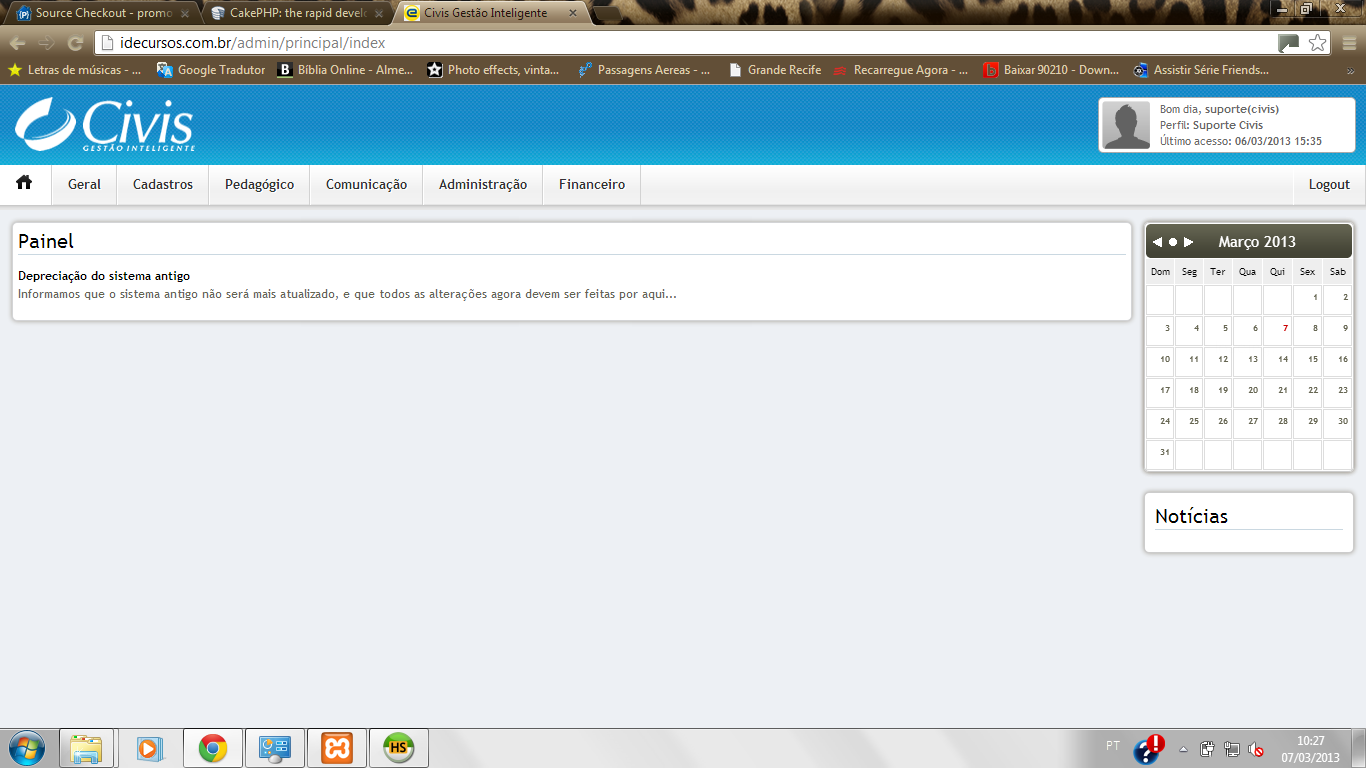 Source Checkout - promo
CakePHP: the rapid develo
Civis Gestão Inteligente
idecursos.com.br/admin/principal/index
Letras de músicas - ...
Google Tradutor
Bíblia Online - Alme...
Photo effects, vinta...
Passagens Aereas - ...
Grande Recife
Recarregue Agora - ...
Baixar 90210 - Down...
Assistir Série Friends...
Civis
GESTÃO INTELIGENTE
Bom dia, suporte(civis)
Perfil: Suporte Civis
Último acesso: 06/03/2013 15:35
Geral Cadastros Pedagógico Comunicação Administração Financeiro Logout
Painel
Depreciação do sistema antigo
Informamos que o sistema antigo não será mais atualizado, e que todos as alterações agora devem ser feitas por aqui...
Março 2013
Dom Seg Ter Qua Qui Sex Sab
1 2
3 4 5 6 7 8 9
10 11 12 13 14 15 16
17 18 19 20 21 22 23
24 25 26 27 28 29 30
31
Notícias
HS
PT
10:27
07/03/2013